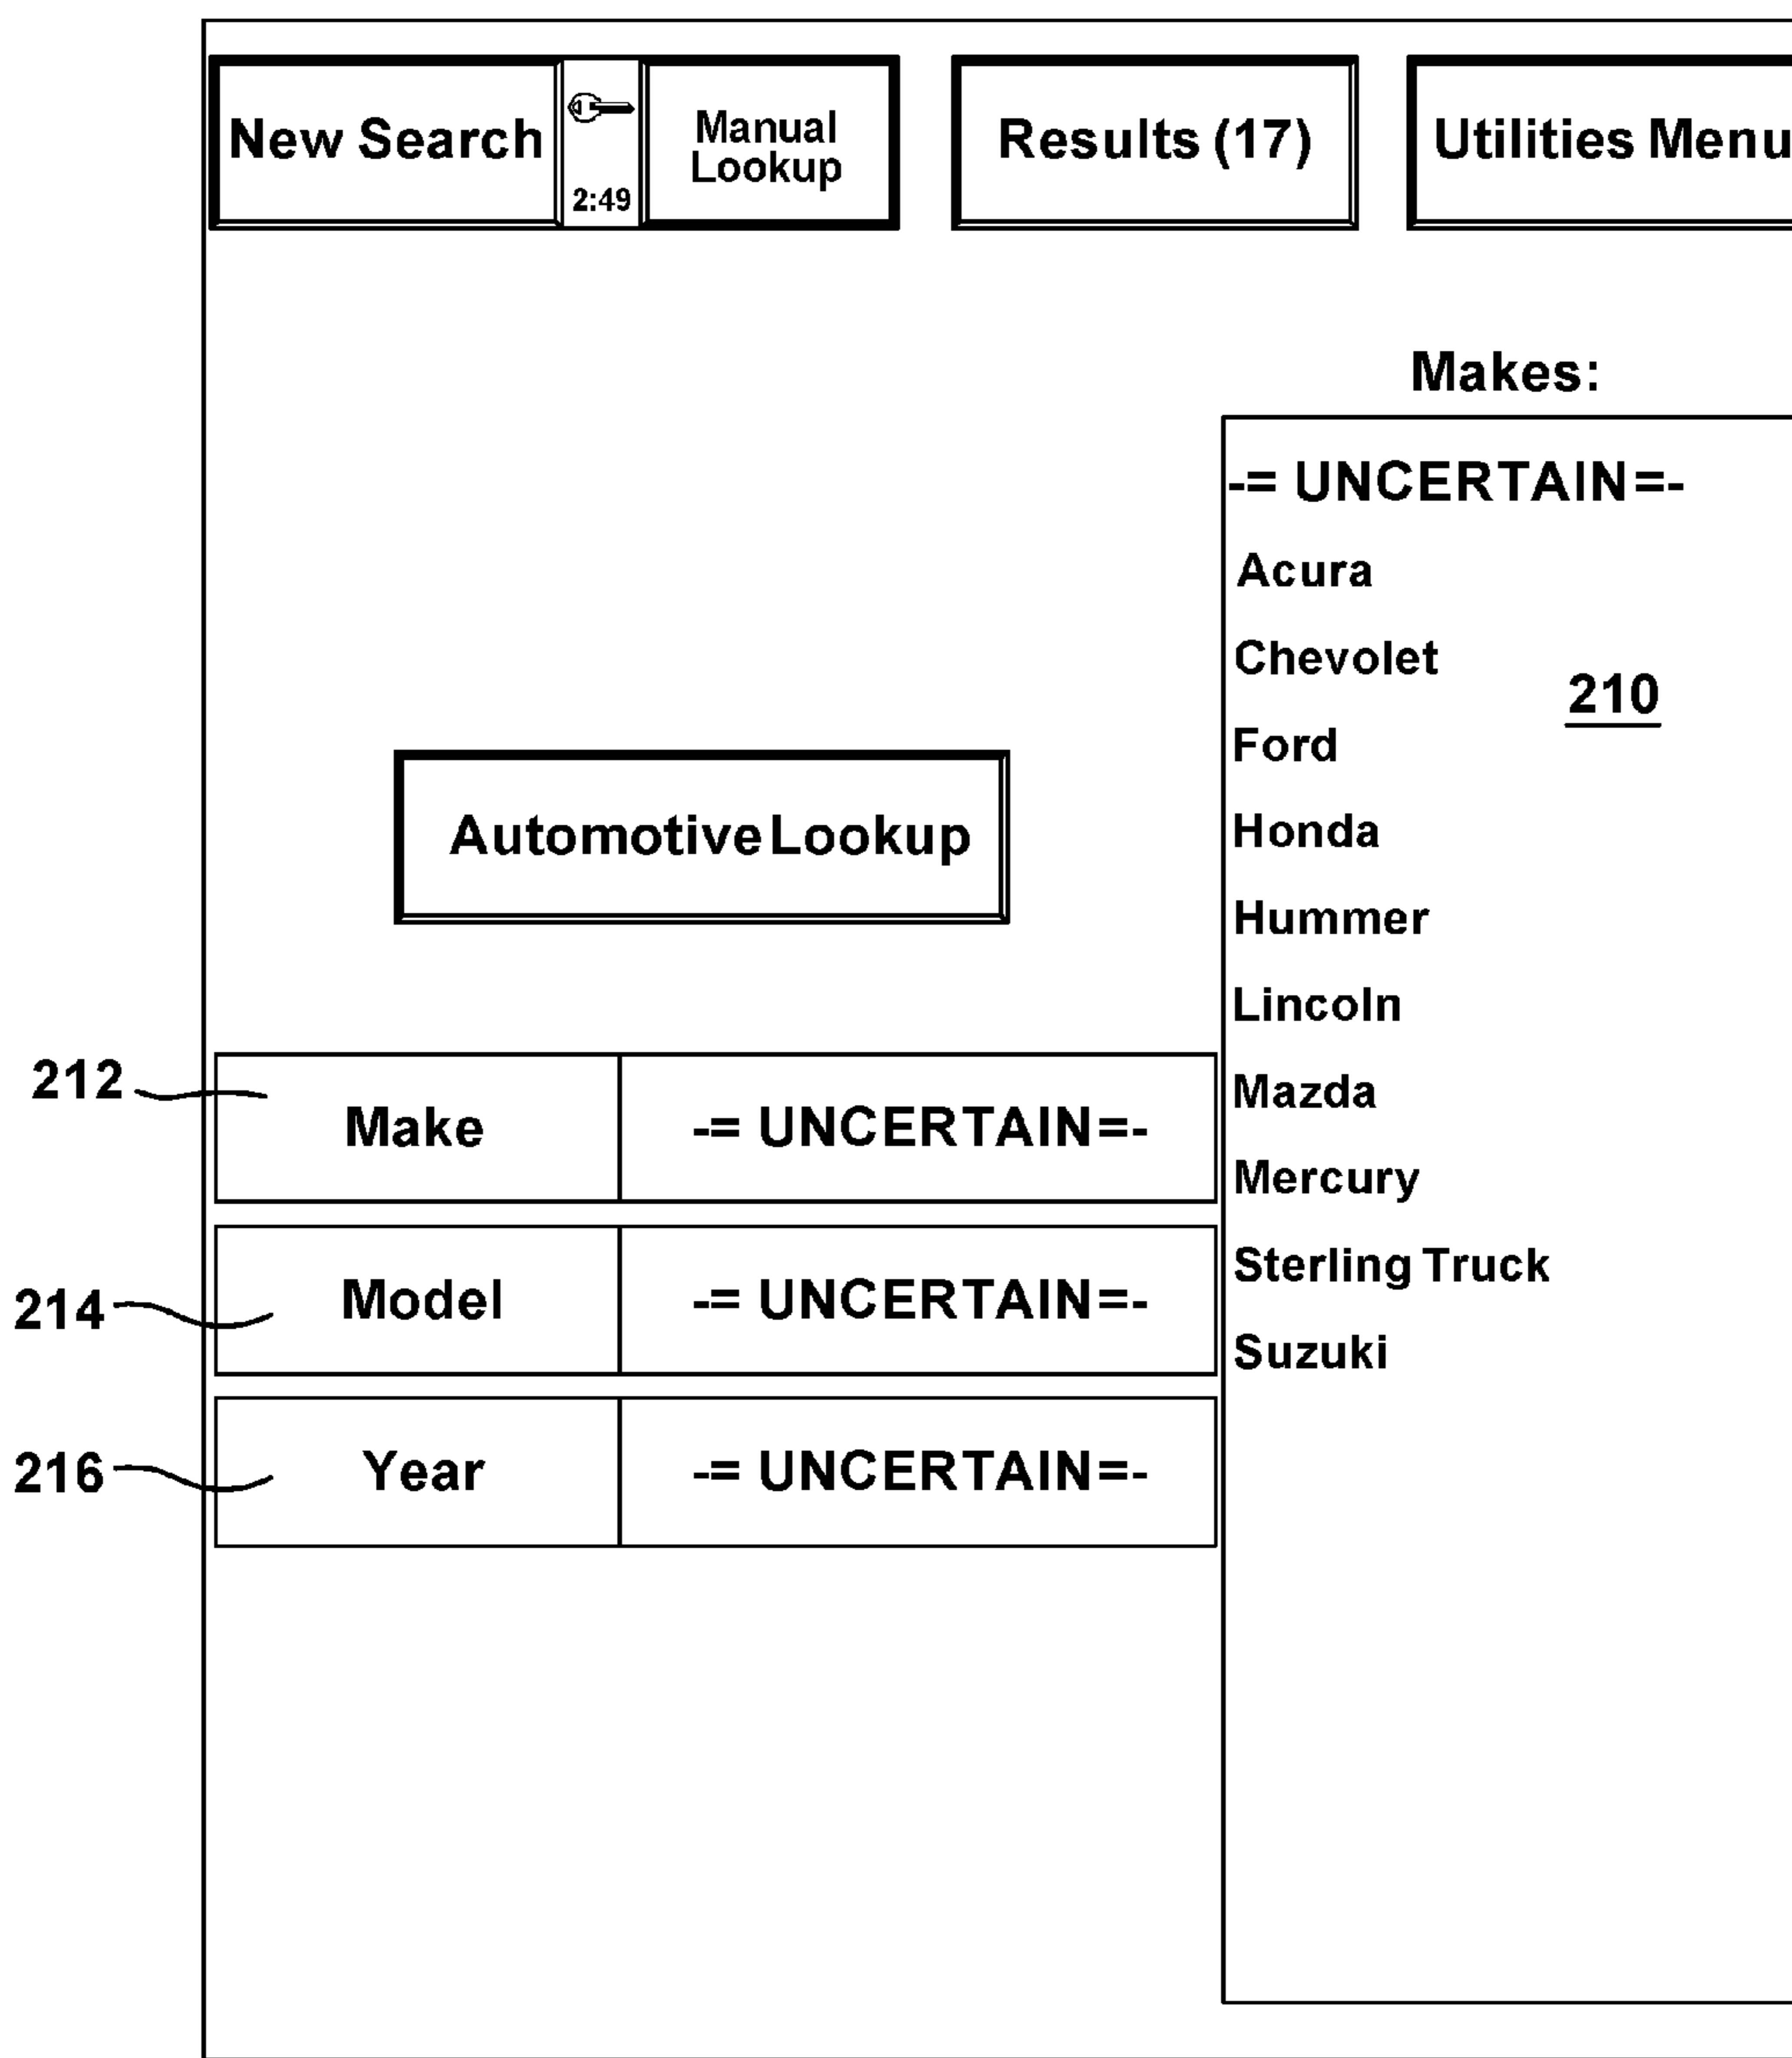 New Search
2:49
Manual
Lookup
Results (17)
Utilities Menu
Makes:
-= UNCERTAIN=-
Acura
Chevolet
210
Ford
Honda
Hummer
Lincoln
Mazda
Mercury
Sterling Truck
Suzuki
Automotive Lookup
212
Make
-= UNCERTAIN=-
214
Model
-= UNCERTAIN=-
216
Year
-= UNCERTAIN=-